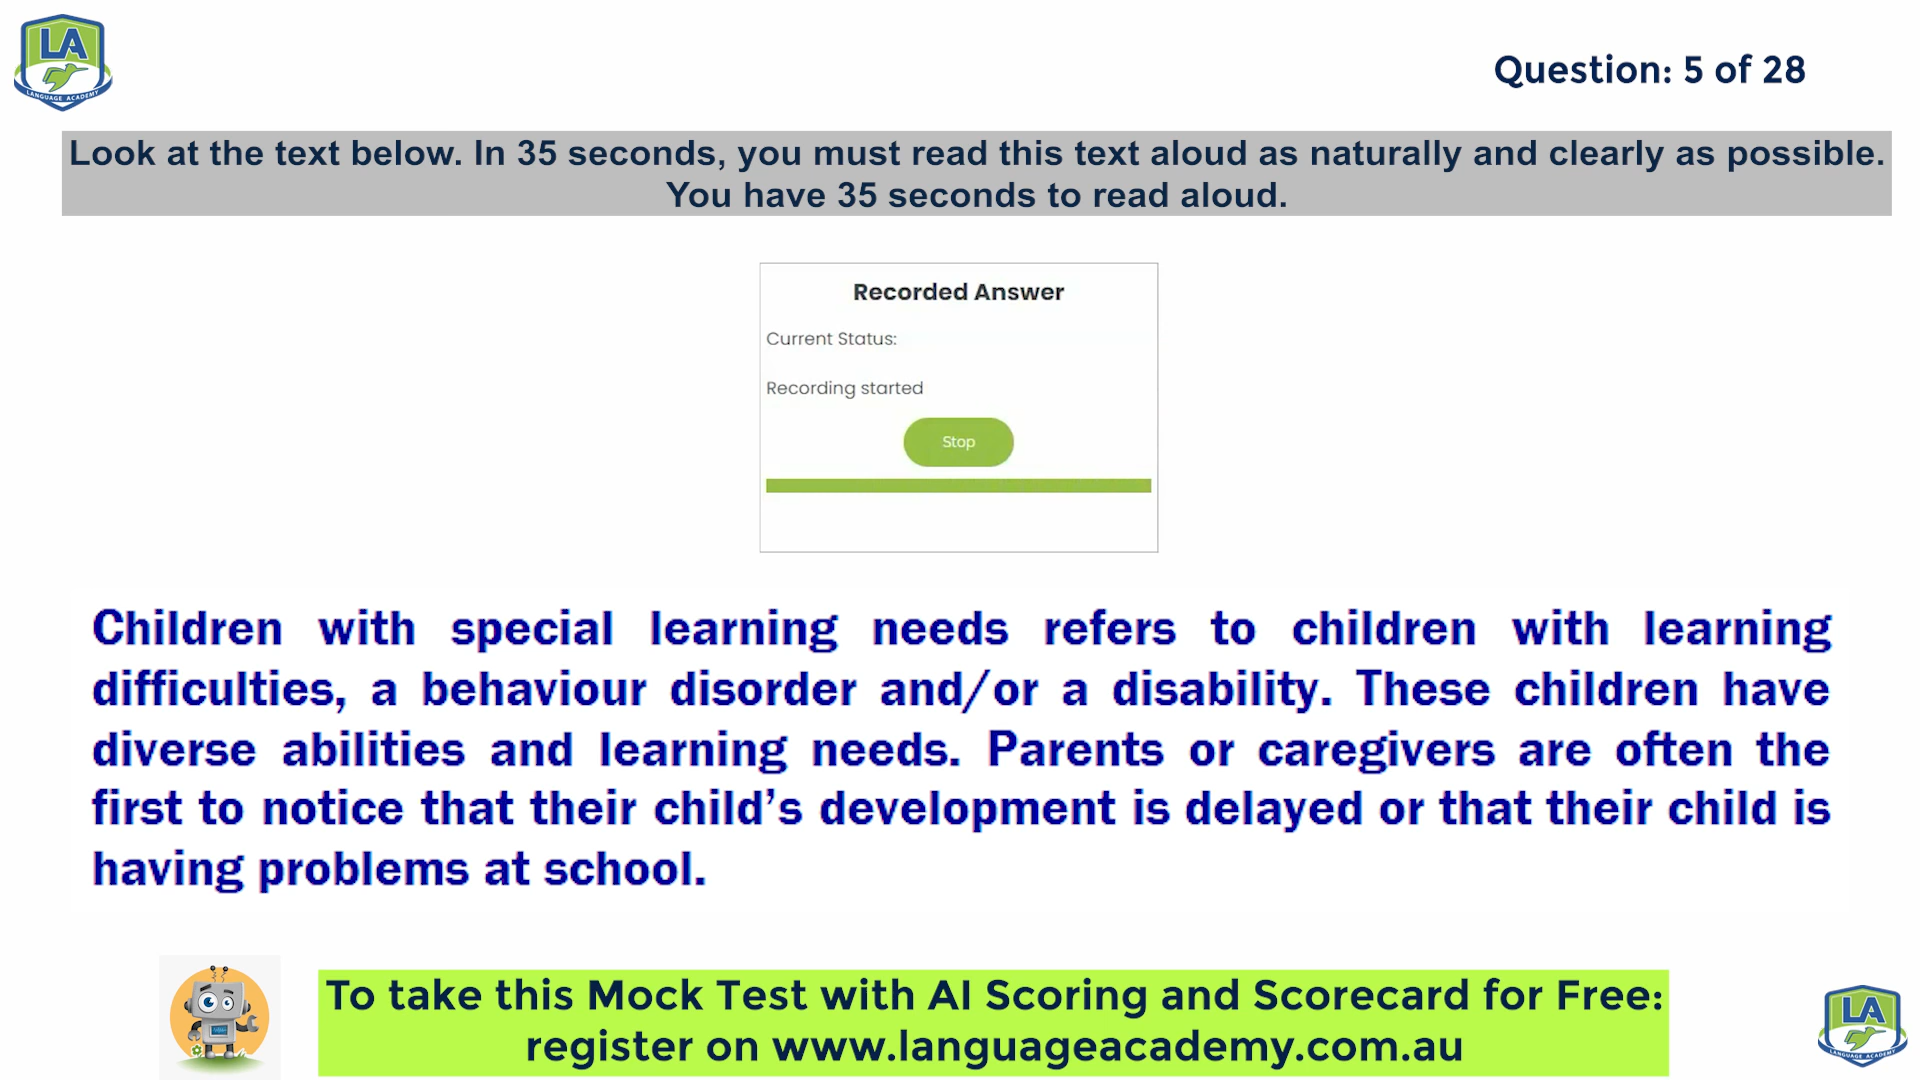 LA
LANGUAGE ACADEMY
Question: 5 of 28
Look at the text below. In 35 seconds, you must read this text aloud as naturally and clearly as possible.
You have 35 seconds to read aloud.
Recorded Answer
Current Status:
Recording started
Stop
Children with special learning needs refers to children with learning
difficulties, a behaviour disorder and/or a disability. These children have
diverse abilities and learning needs. Parents or caregivers are often the
first to notice that their child’s development is delayed or that their child is
having problems at school.
To take this Mock Test with AI Scoring and Scorecard for Free:
register on www.languageacademy.com.au
LA
LANGUAGE ACADEMY